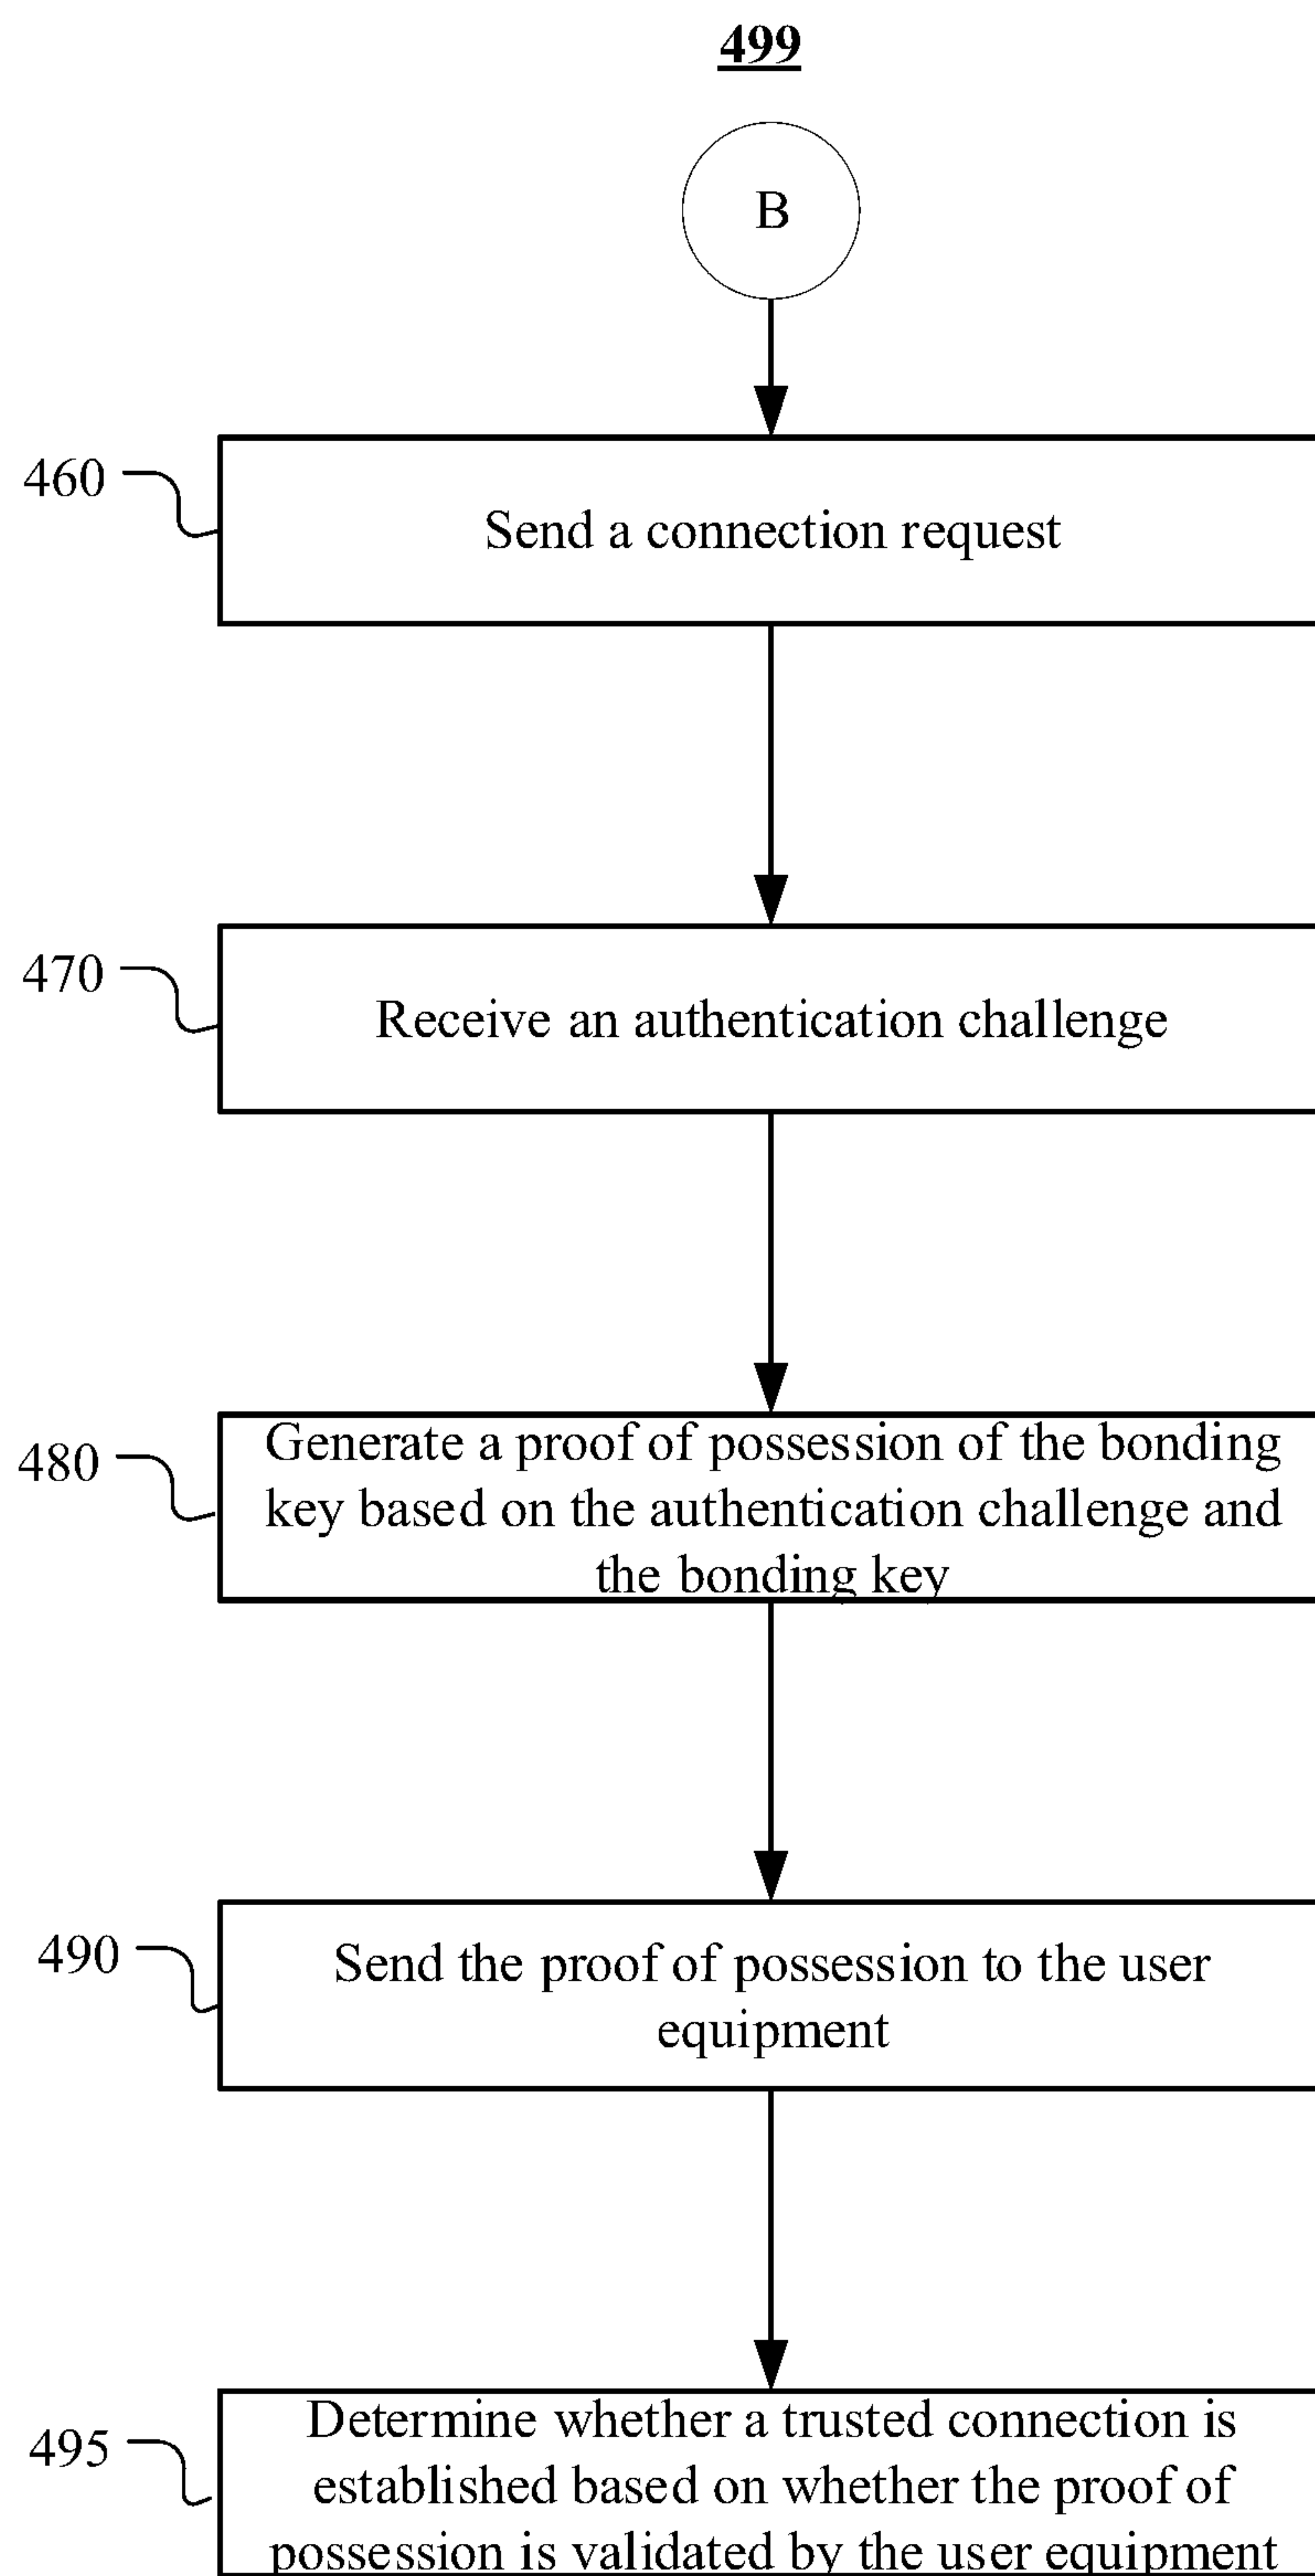 499
B
460
Send a connection request
470
Receive an authentication challenge
480
Generate a proof of possession of the bonding
key based on the authentication challenge and
the bonding key
490
Send the proof of possession to the user
equipment
495
Determine whether a trusted connection is
established based on whether the proof of
possession is validated by the user equipment